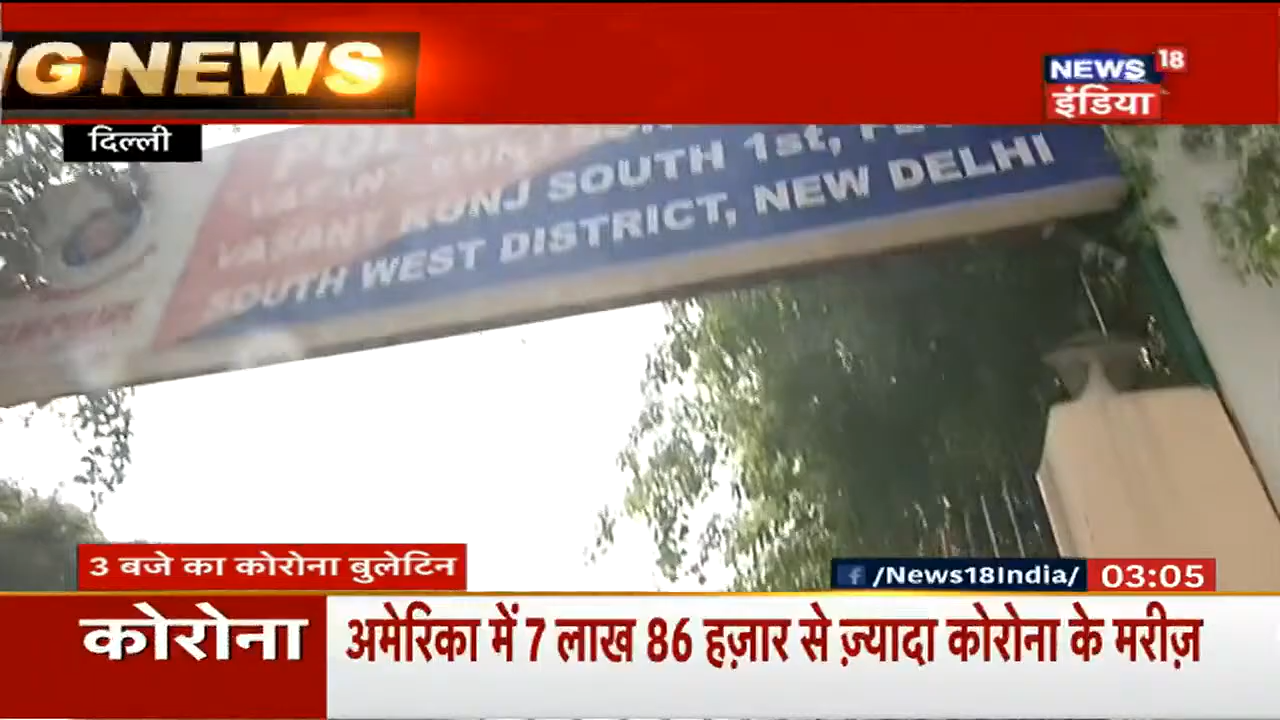 NEWS
NEWS 18
इंडिया
दिल्ली
VASANT KUNJ SOUTH 1st,
SOUTH WEST DISTRICT, NEW DELHI
3 बजे का कोरोना बुलेटिन
/News18India/ 03:05
कोरोना
अमेरिका में 7 लाख 86 हज़ार से ज़्यादा कोरोना के मरीज़